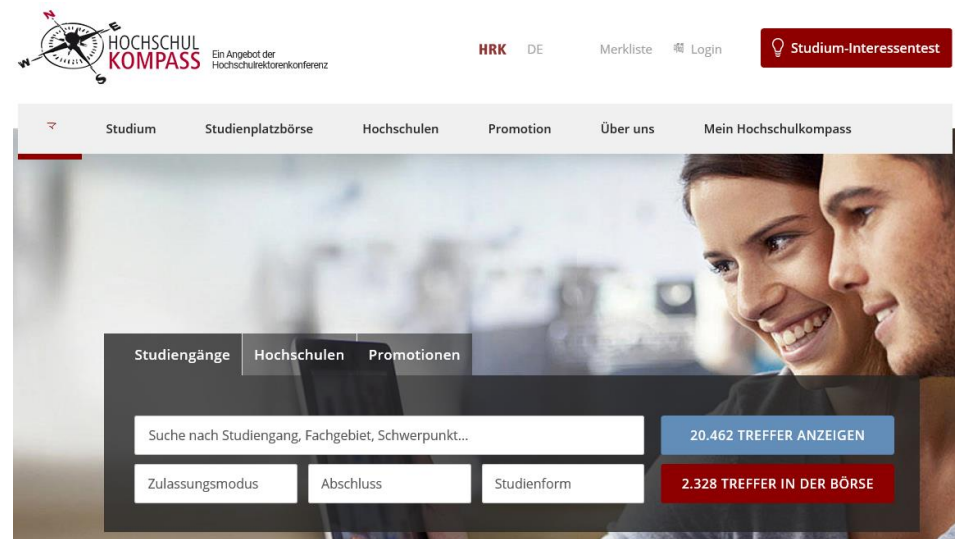 N
E
W
S
HOCHSCHUL
KOMPASS
Ein Angebot der
Hochschulrektorenkonferenz
HRK DE Merkliste Login
Studium-Interessentest
Studium Studienplatzbörse Hochschulen Promotion Über uns Mein Hochschulkompass
Studiengänge Hochschulen Promotionen
Suche nach Studiengang, Fachgebiet, Schwerpunkt...
20.462 TREFFER ANZEIGEN
Zulassungsmodus Abschluss Studienform
2.328 TREFFER IN DER BÖRSE